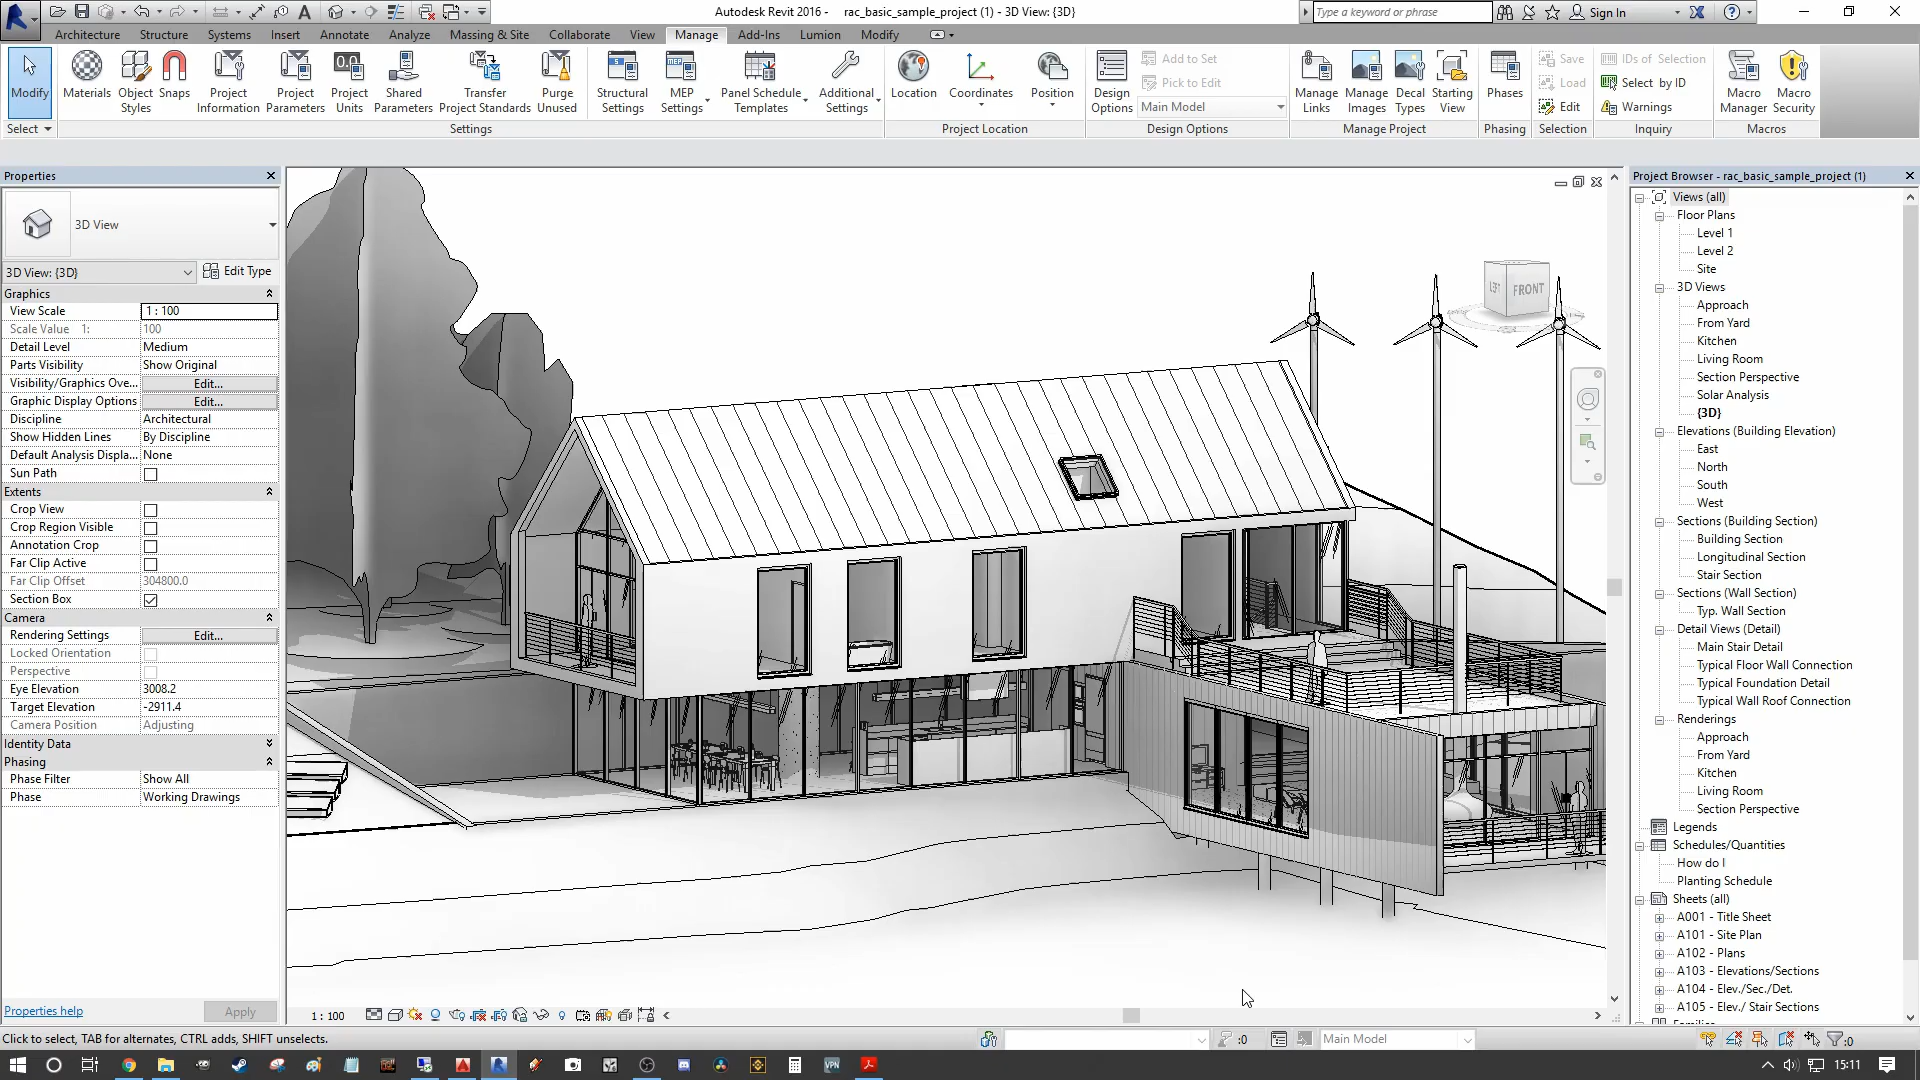 Autodesk Revit 2016 - rac_basic_sample_project (1) - 3D View: {3D}
Type a keyword or phrase
Sign In
Architecture Structure Systems Insert Annotate Analyze Massing & Site Collaborate View Manage Add-Ins Lumion Modify
Modify
Materials
Object Styles
Snaps
Project Information
Project Parameters
Project Units
Shared Parameters
Transfer Project Standards
Purge Unused
Structural Settings
MEP Settings
Panel Schedule Templates
Additional Settings
Location
Coordinates
Position
Design Options
Add to Set
Pick to Edit
Main Model
Manage Links
Manage Images
Decal Types
Starting View
Phases
Save
Load
Edit
IDs of Selection
Select by ID
Warnings
Macro Manager
Macro Security
Select
Settings
Project Location
Design Options
Manage Project
Phasing
Selection
Inquiry
Macros
Properties
3D View
3D View: {3D}
Edit Type
Graphics
View Scale 1 : 100
Scale Value 1: 100
Detail Level Medium
Parts Visibility Show Original
Visibility/Graphics Ove... Edit...
Graphic Display Options Edit...
Discipline Architectural
Show Hidden Lines By Discipline
Default Analysis Displa... None
Sun Path
Extents
Crop View
Crop Region Visible
Annotation Crop
Far Clip Active
Far Clip Offset 304800.0
Section Box
Camera
Rendering Settings Edit...
Locked Orientation
Perspective
Eye Elevation 3008.2
Target Elevation -2911.4
Camera Position Adjusting
Identity Data
Phasing
Phase Filter Show All
Phase Working Drawings
Properties help
Apply
LEFT FRONT
1 : 100
Project Browser - rac_basic_sample_project (1)
Views (all)
Floor Plans
Level 1
Level 2
Site
3D Views
Approach
From Yard
Kitchen
Living Room
Section Perspective
Solar Analysis
{3D}
Elevations (Building Elevation)
East
North
South
West
Sections (Building Section)
Building Section
Longitudinal Section
Stair Section
Sections (Wall Section)
Typ. Wall Section
Detail Views (Detail)
Main Stair Detail
Typical Floor Wall Connection
Typical Foundation Detail
Typical Wall Roof Connection
Renderings
Approach
From Yard
Kitchen
Living Room
Section Perspective
Legends
Schedules/Quantities
How do I
Planting Schedule
Sheets (all)
A001 - Title Sheet
A101 - Site Plan
A102 - Plans
A103 - Elevations/Sections
A104 - Elev./Sec./Det.
A105 - Elev./ Stair Sections
Click to select, TAB for alternates, CTRL adds, SHIFT unselects.
:0
Main Model
:0
VPN
15:11